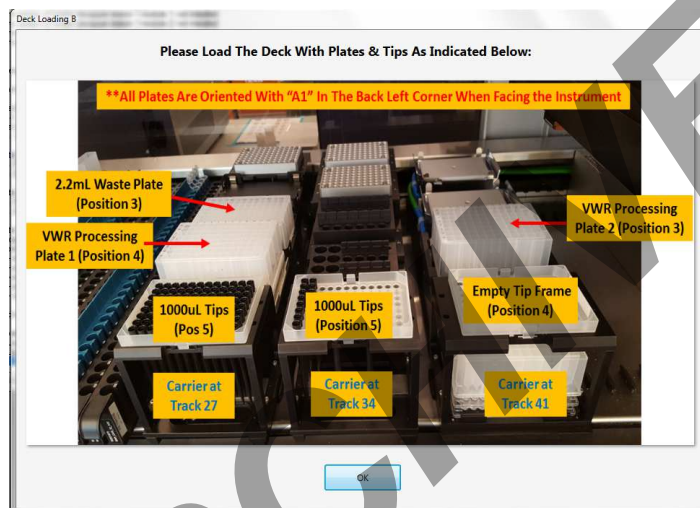 Deck Loading B
Please Load The Deck With Plates & Tips As Indicated Below:
**All Plates Are Oriented With "A1" In The Back Left Corner When Facing the Instrument
2.2mL Waste Plate
(Position 3)
VWR Processing
Plate 1 (Position 4)
VWR Processing
Plate 2 (Position 3)
1000uL Tips
(Pos 5)
1000uL Tips
(Position 5)
Empty Tip Frame
(Position 4)
Carrier at
Track 27
Carrier at
Track 34
Carrier at
Track 41
OK